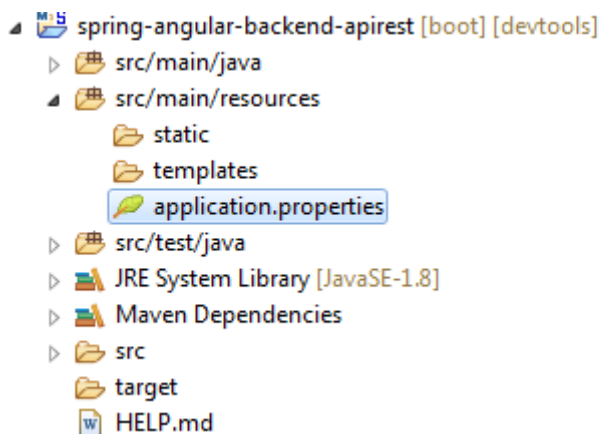 spring-angular-backend-apirest [boot] [devtools]
src/main/java
src/main/resources
static
templates
application.properties
src/test/java
JRE System Library [JavaSE-1.8]
Maven Dependencies
src
target
HELP.md